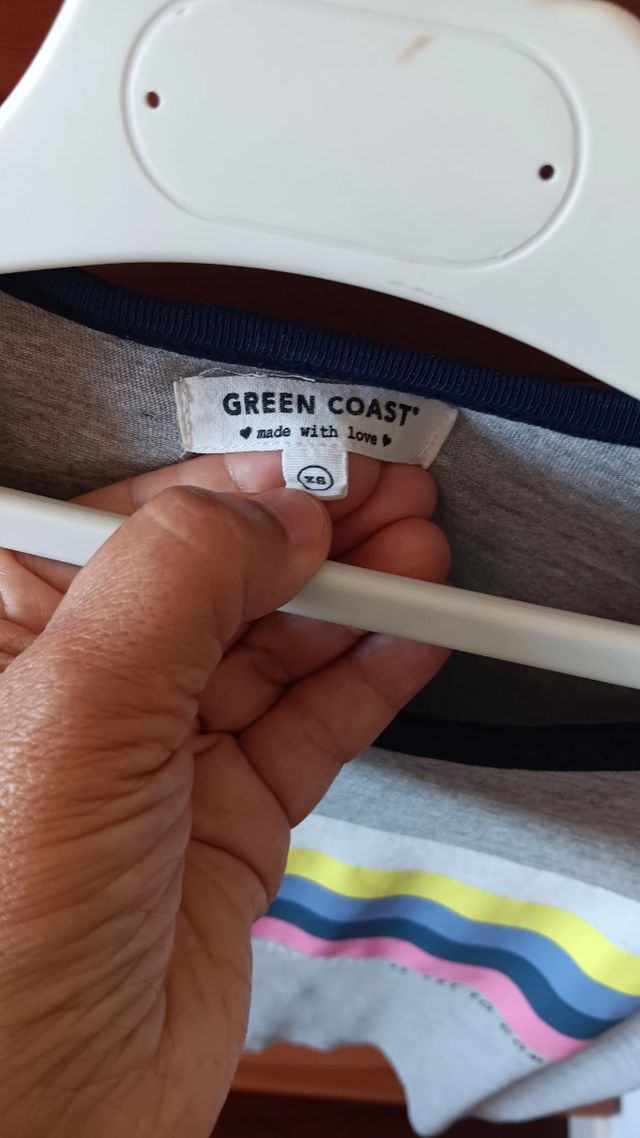 GREEN COAST®
♥ made with love ♥
XS